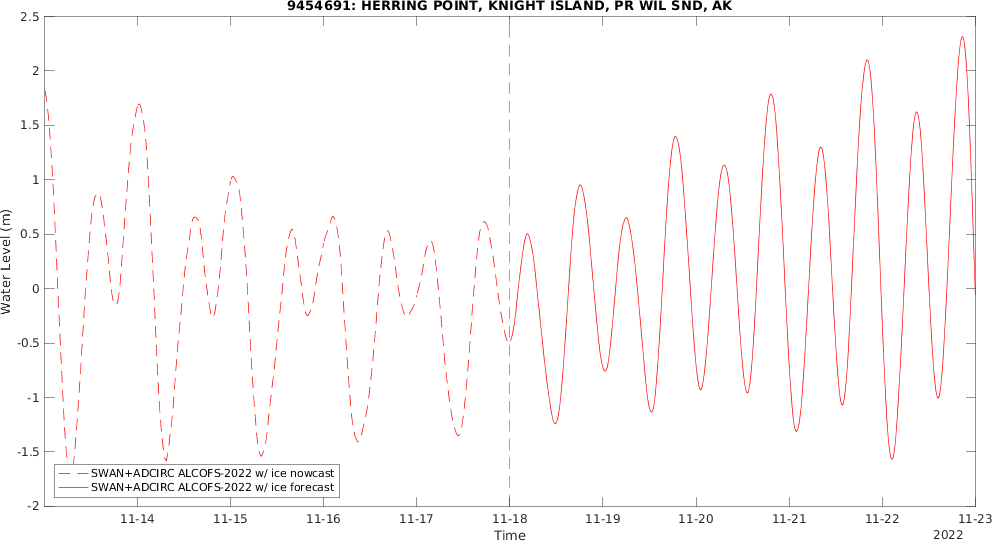 9454691: HERRING POINT, KNIGHT ISLAND, PR WIL SND, AK
2.5
2
1.5
1
0.5
0
-0.5
-1
-1.5
-2
Water Level (m)
SWAN+ADCIRC ALCOFS-2022 w/ ice nowcast
SWAN+ADCIRC ALCOFS-2022 w/ ice forecast
11-14 11-15 11-16 11-17 11-18 11-19 11-20 11-21 11-22 11-23
Time
2022